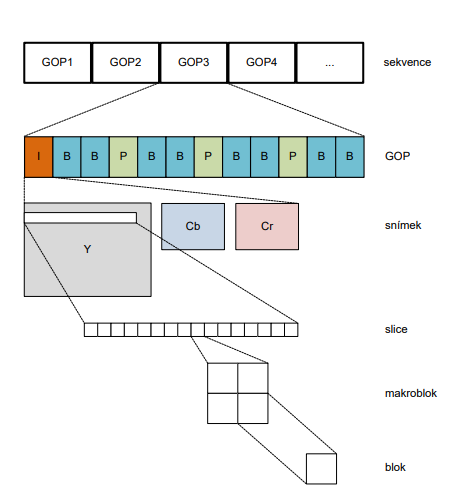 GOP1 GOP2 GOP3 GOP4 ... sekvence
I B B P B B P B B P B B GOP
Cb Cr snímek
Y
slice
makroblok
blok